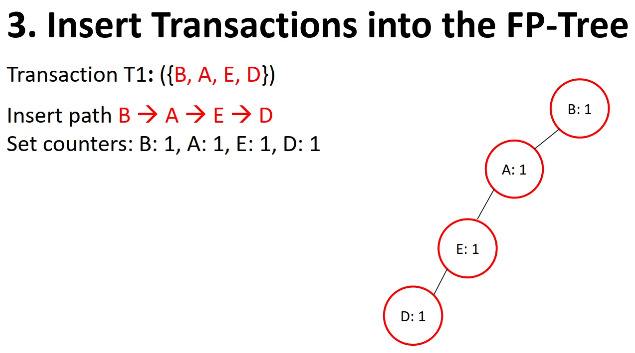 3. Insert Transactions into the FP-Tree
Transaction T1: ({B, A, E, D})
Insert path B → A → E → D
Set counters: B: 1, A: 1, E: 1, D: 1
B: 1
A: 1
E: 1
D: 1